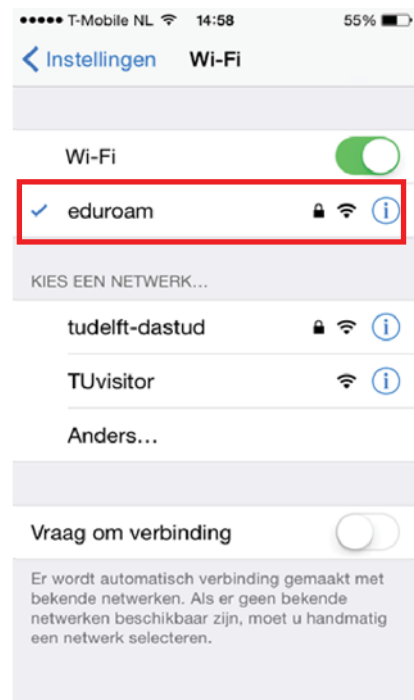 T-Mobile NL 14:58 55%
Instellingen Wi-Fi
Wi-Fi
eduroam
KIES EEN NETWERK...
tudelft-dastud
TUvisitor
Anders...
Vraag om verbinding
Er wordt automatisch verbinding gemaakt met
bekende netwerken. Als er geen bekende
netwerken beschikbaar zijn, moet u handmatig
een netwerk selecteren.